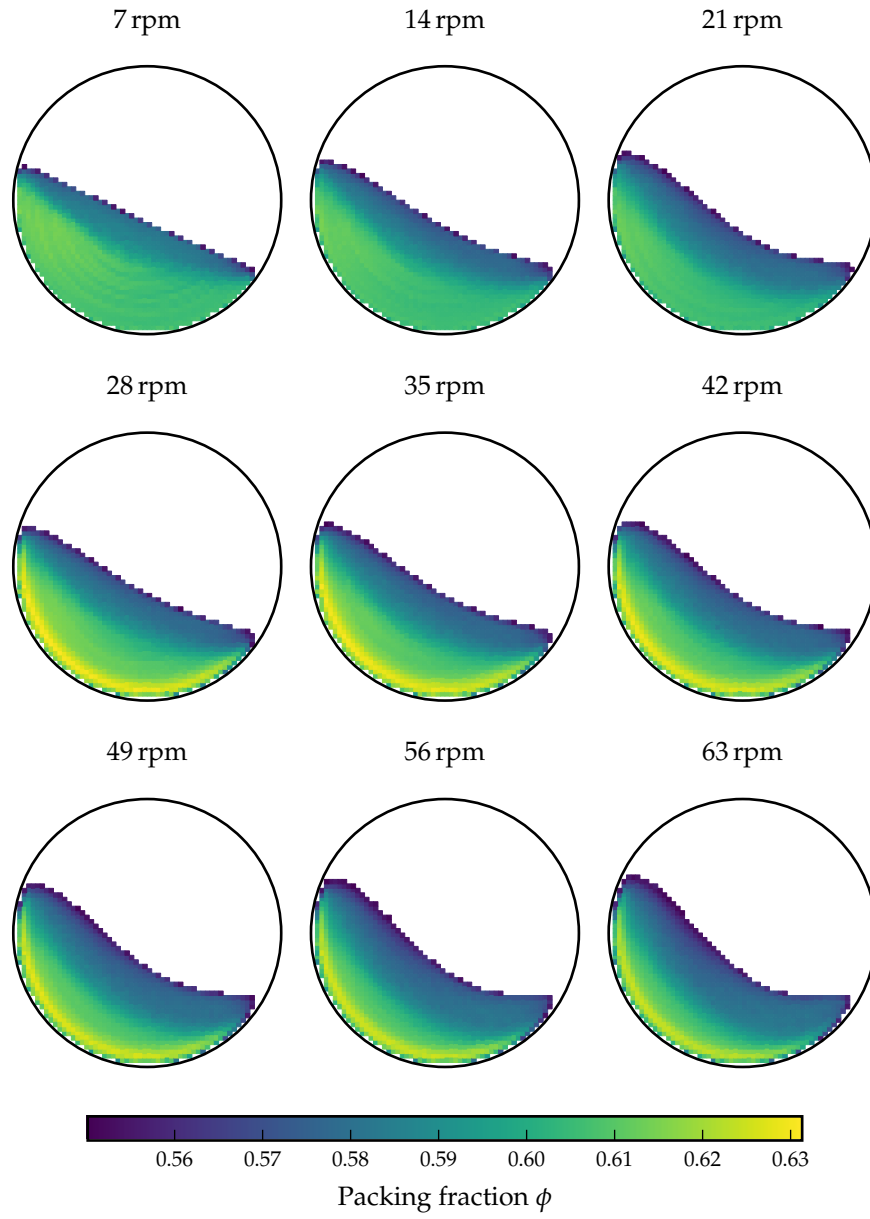 7 rpm 14 rpm 21 rpm
28 rpm 35 rpm 42 rpm
49 rpm 56 rpm 63 rpm
0.56 0.57 0.58 0.59 0.60 0.61 0.62 0.63
Packing fraction ϕ